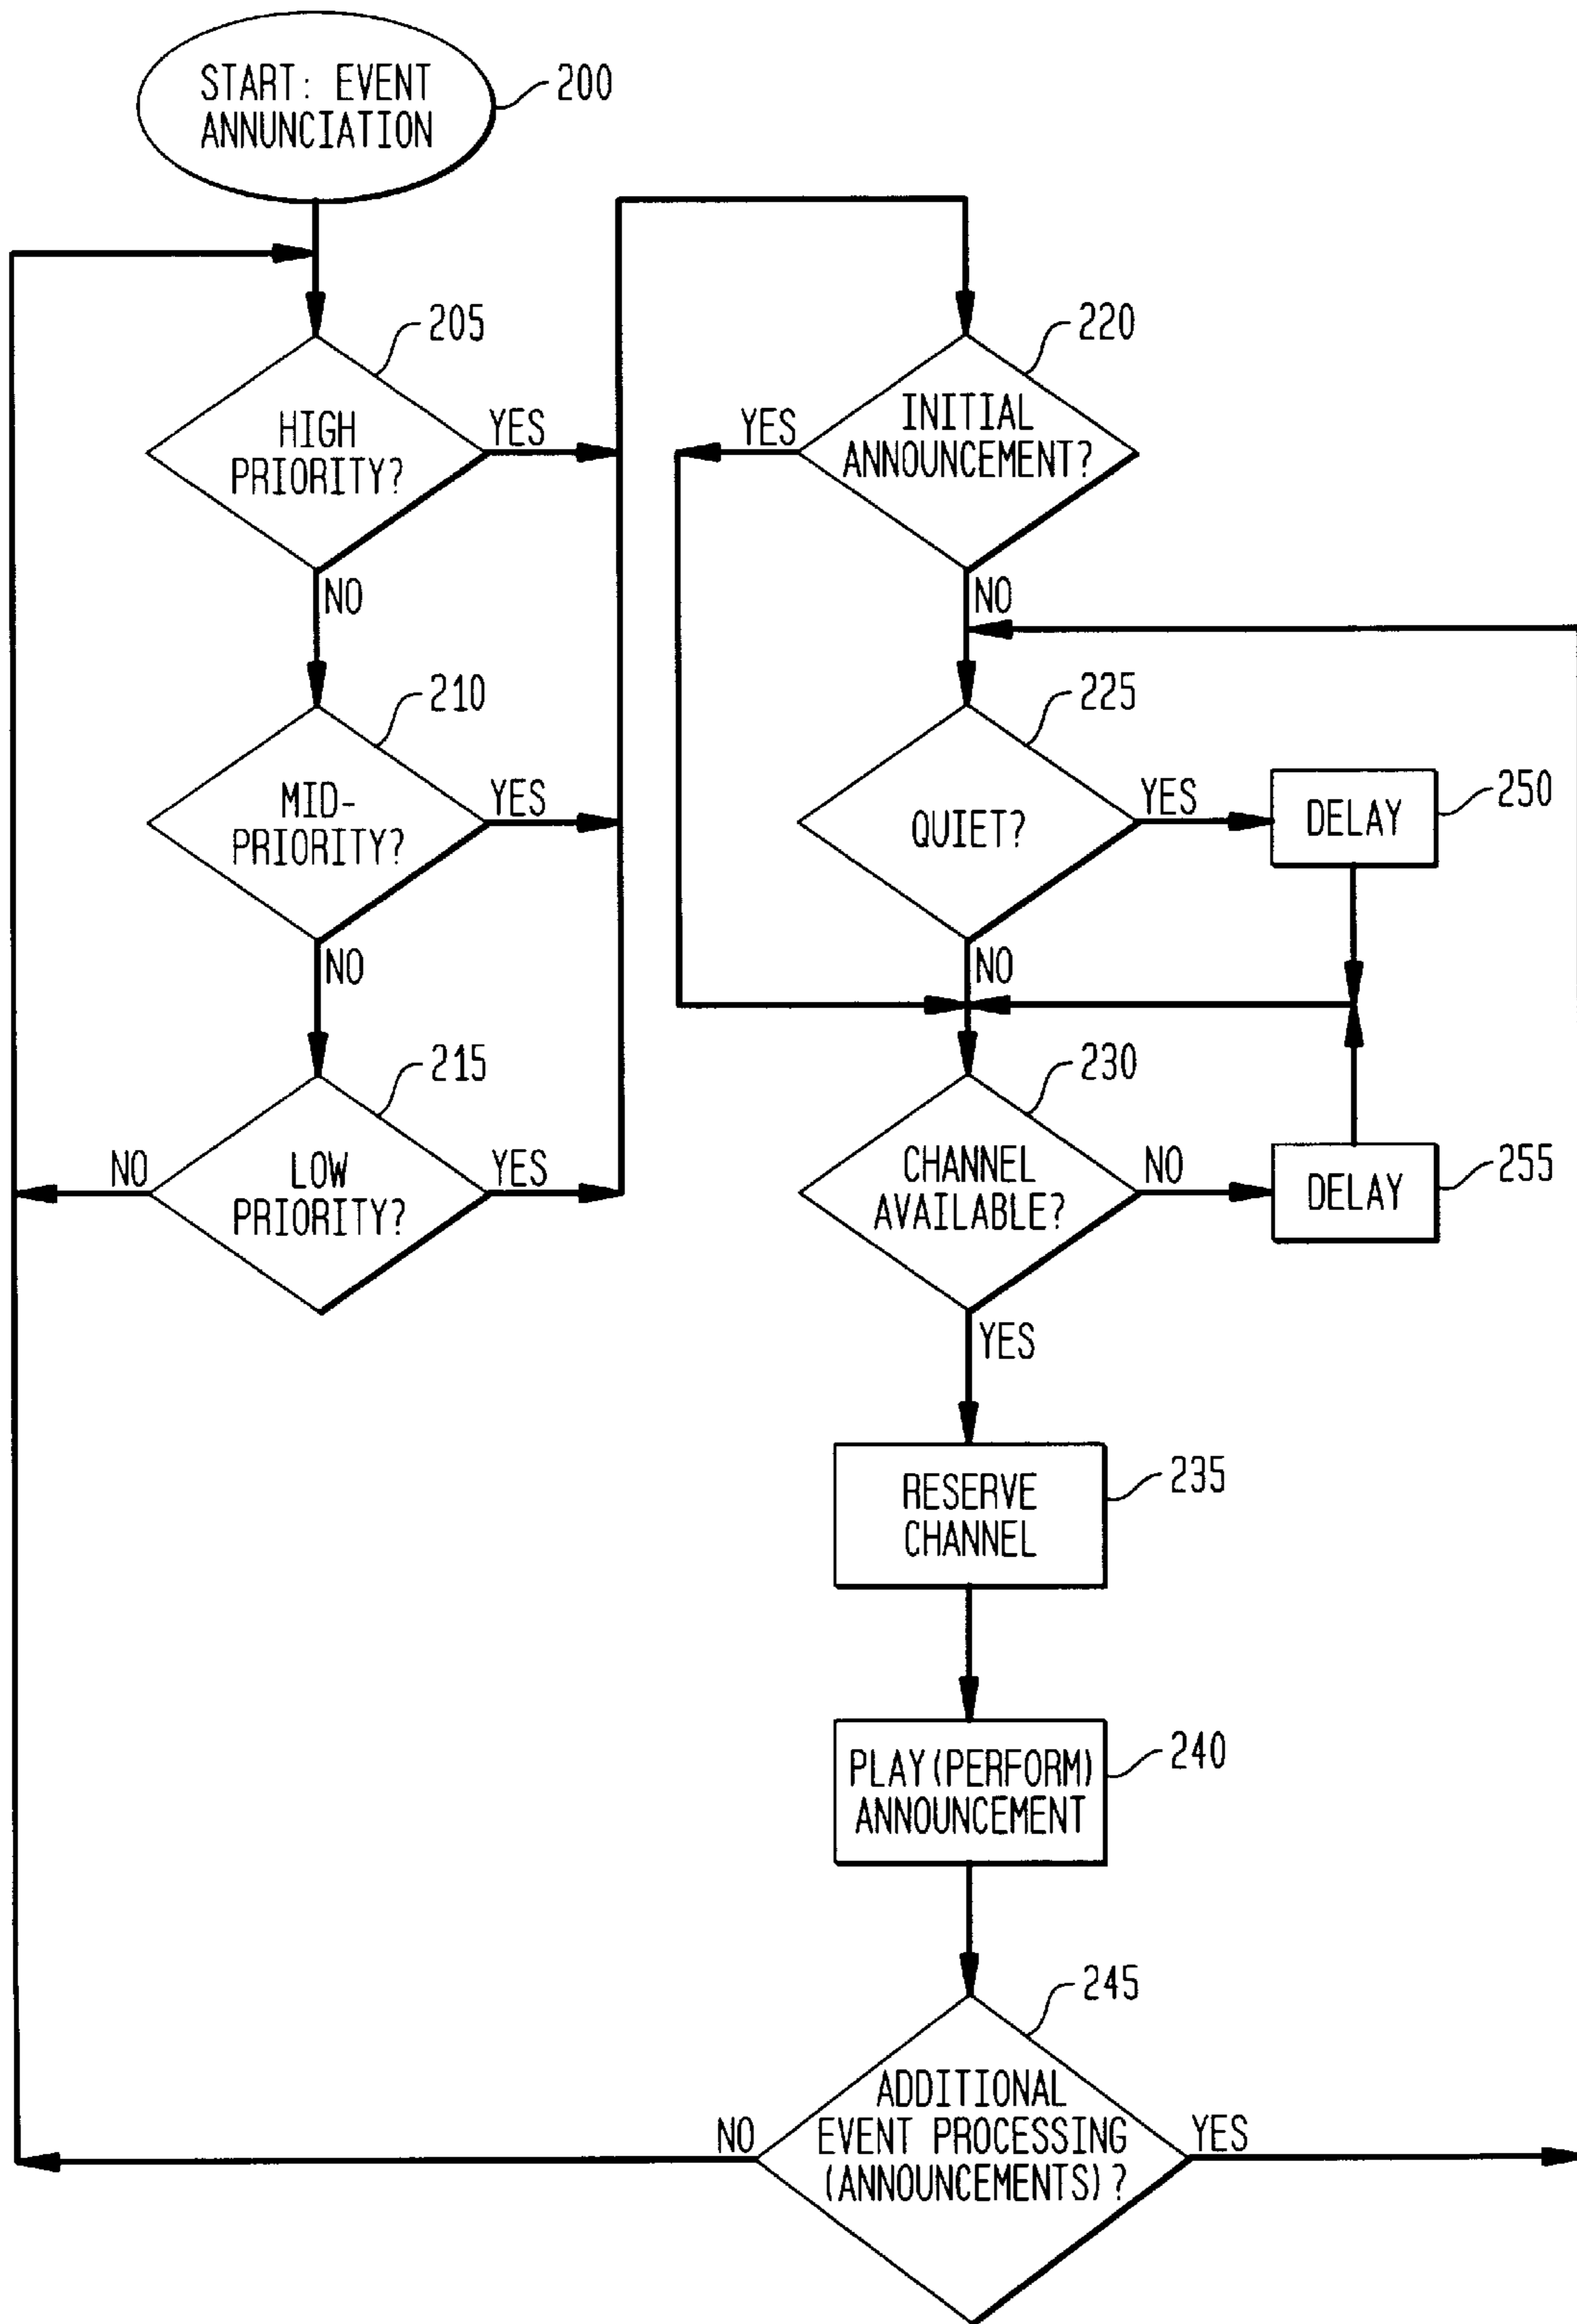 START: EVENT
ANNUNCIATION
200
205
HIGH
PRIORITY?
YES
NO
210
MID-
PRIORITY?
YES
NO
215
LOW
PRIORITY?
NO
YES
220
INITIAL
ANNOUNCEMENT?
YES
NO
225
QUIET?
YES
NO
DELAY
250
230
CHANNEL
AVAILABLE?
NO
YES
DELAY
255
RESERVE
CHANNEL
235
PLAY(PERFORM)
ANNOUNCEMENT
240
245
ADDITIONAL
EVENT PROCESSING
(ANNOUNCEMENTS)?
NO
YES